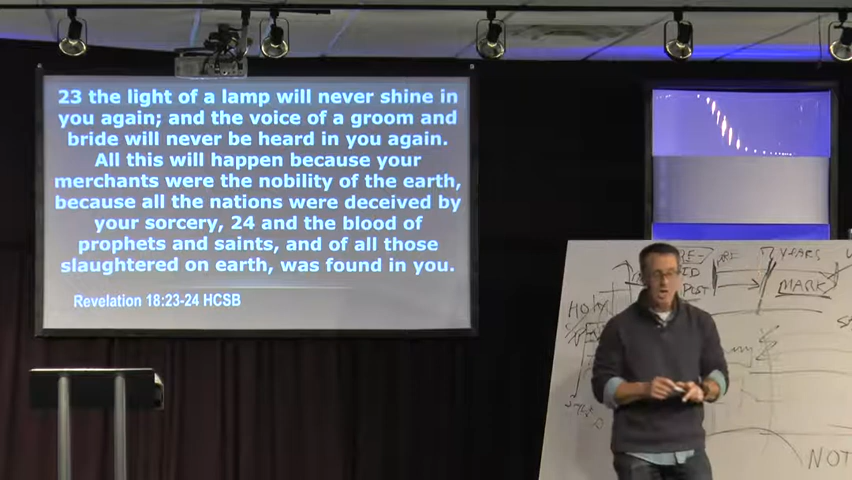 23 the light of a lamp will never shine in
you again; and the voice of a groom and
bride will never be heard in you again.
All this will happen because your
merchants were the nobility of the earth,
because all the nations were deceived by
your sorcery, 24 and the blood of
prophets and saints, and of all those
slaughtered on earth, was found in you.
Revelation 18:23-24 HCSB
7 YEARS
POST
MARK
HOLY
NOT